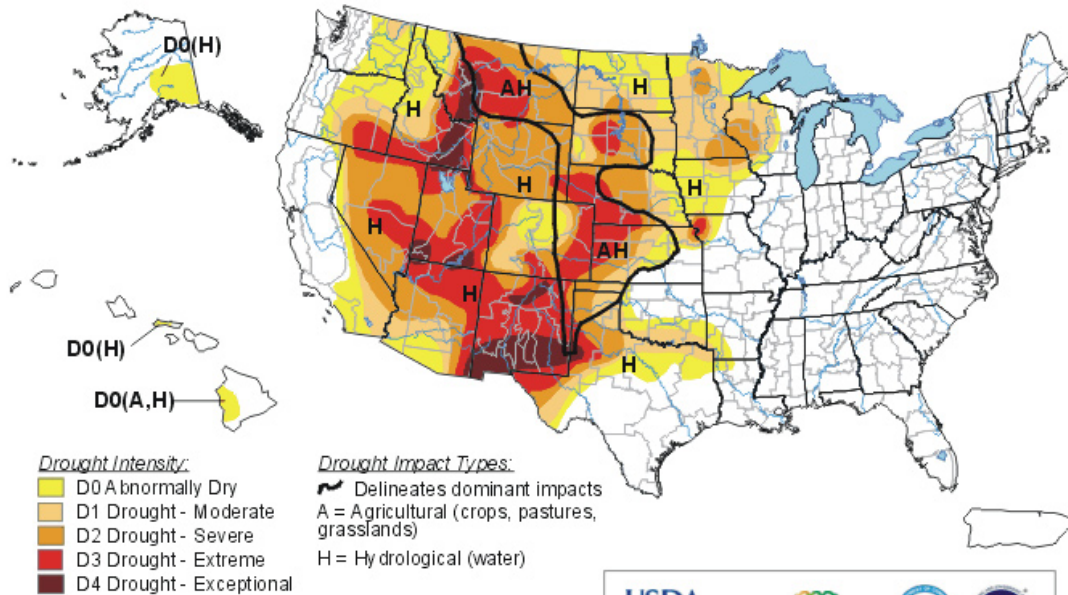 D0(H)
AH
H
H
H
H
H
AH
H
D0(H)
H
D0(A,H)
Drought Intensity:
D0 Abnormally Dry
D1 Drought - Moderate
D2 Drought - Severe
D3 Drought - Extreme
D4 Drought - Exceptional
Drought Impact Types:
Delineates dominant impacts
A = Agricultural (crops, pastures,
grasslands)
H = Hydrological (water)
USDA